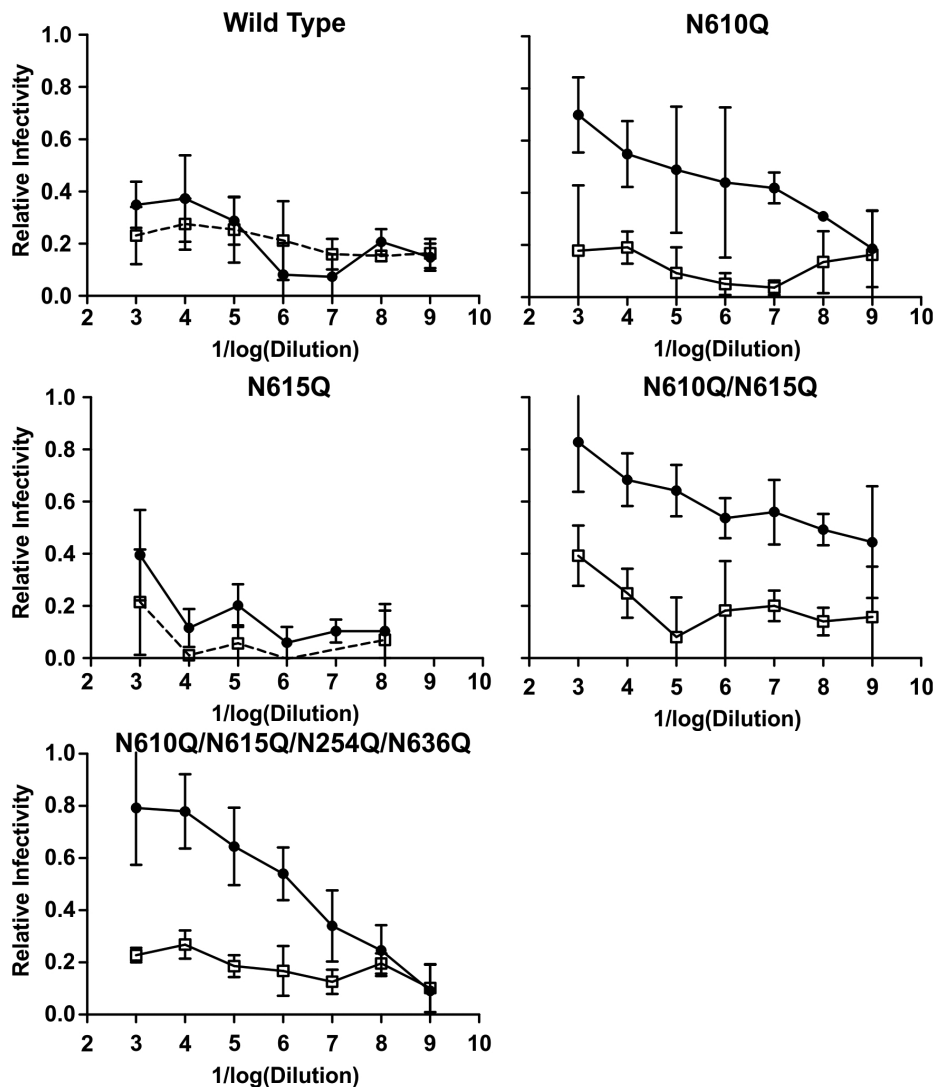 Wild Type
N610Q
1.0
0.8
0.6
0.4
0.2
0.0
Relative Infectivity
2 3 4 5 6 7 8 9 10
2 3 4 5 6 7 8 9 10
1/log(Dilution)
1/log(Dilution)
N615Q
N610Q/N615Q
1.0
0.8
0.6
0.4
0.2
0.0
Relative Infectivity
2 3 4 5 6 7 8 9 10
2 3 4 5 6 7 8 9 10
1/log(Dilution)
1/log(Dilution)
N610Q/N615Q/N254Q/N636Q
1.0
0.8
0.6
0.4
0.2
0.0
Relative Infectivity
2 3 4 5 6 7 8 9 10
1/log(Dilution)